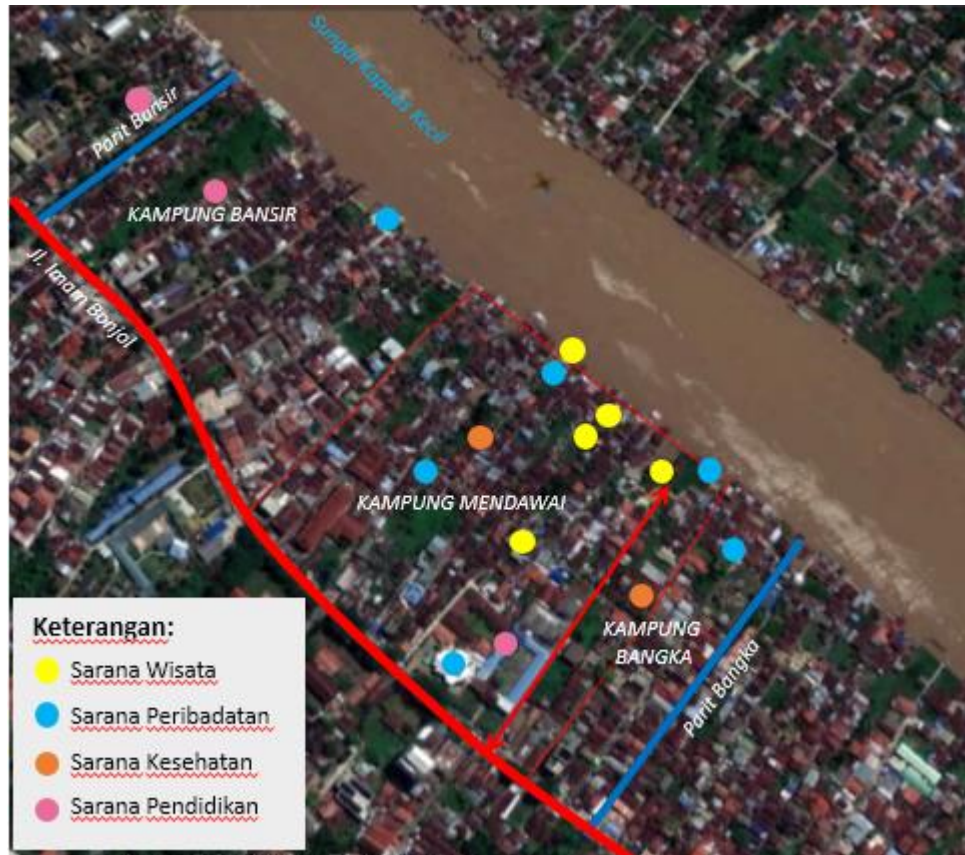 Sungai Kapuas Kecil
Parit Bansir
KAMPUNG BANSIR
Jl. Imam Bonjol
KAMPUNG MENDAWAI
KAMPUNG
BANGKA
Parit Bangka
Keterangan:
Sarana Wisata
Sarana Peribadatan
Sarana Kesehatan
Sarana Pendidikan